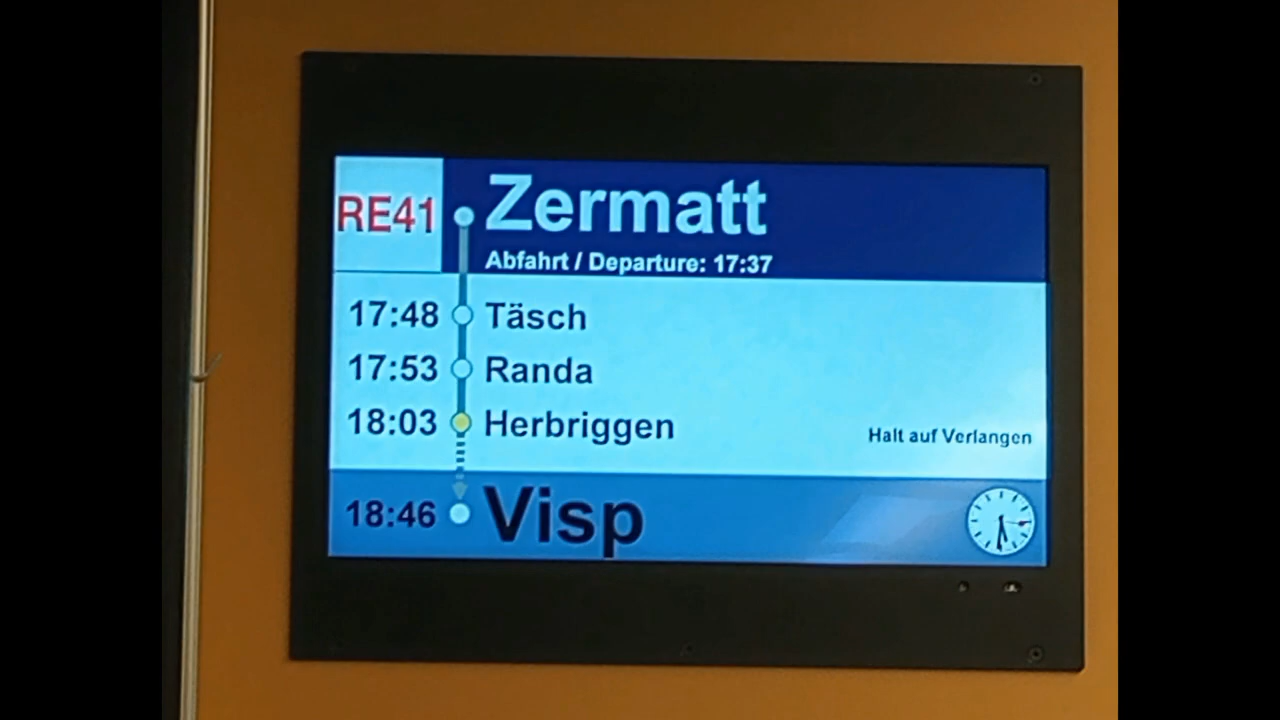 RE41
Zermatt
Abfahrt / Departure: 17:37
17:48 Täsch
17:53 Randa
18:03 Herbriggen Halt auf Verlangen
18:46 Visp